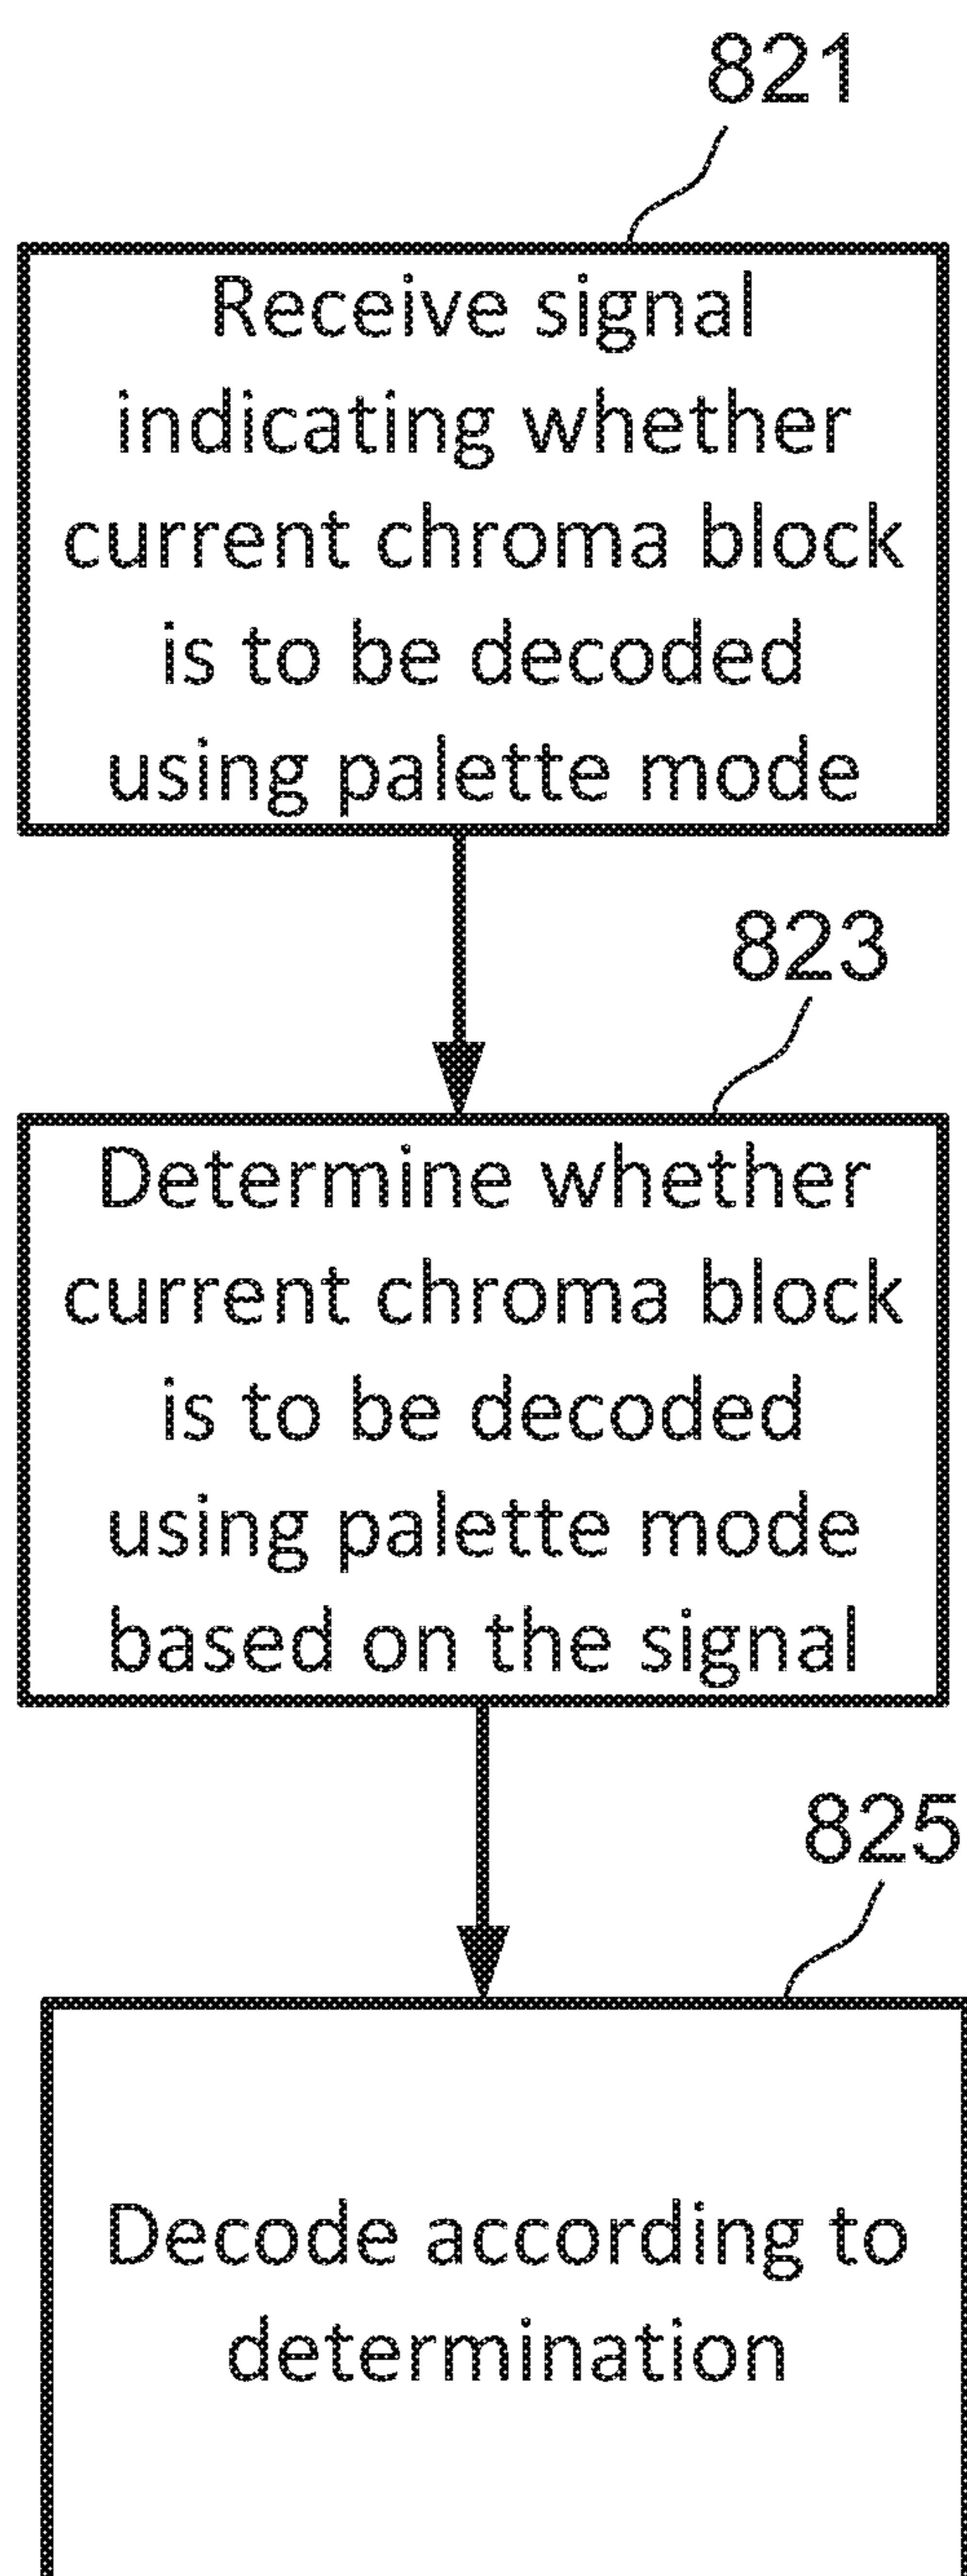 821
Receive signal
indicating whether
current chroma block
is to be decoded
using palette mode
823
Determine whether
current chroma block
is to be decoded
using palette mode
based on the signal
825
Decode according to
determination